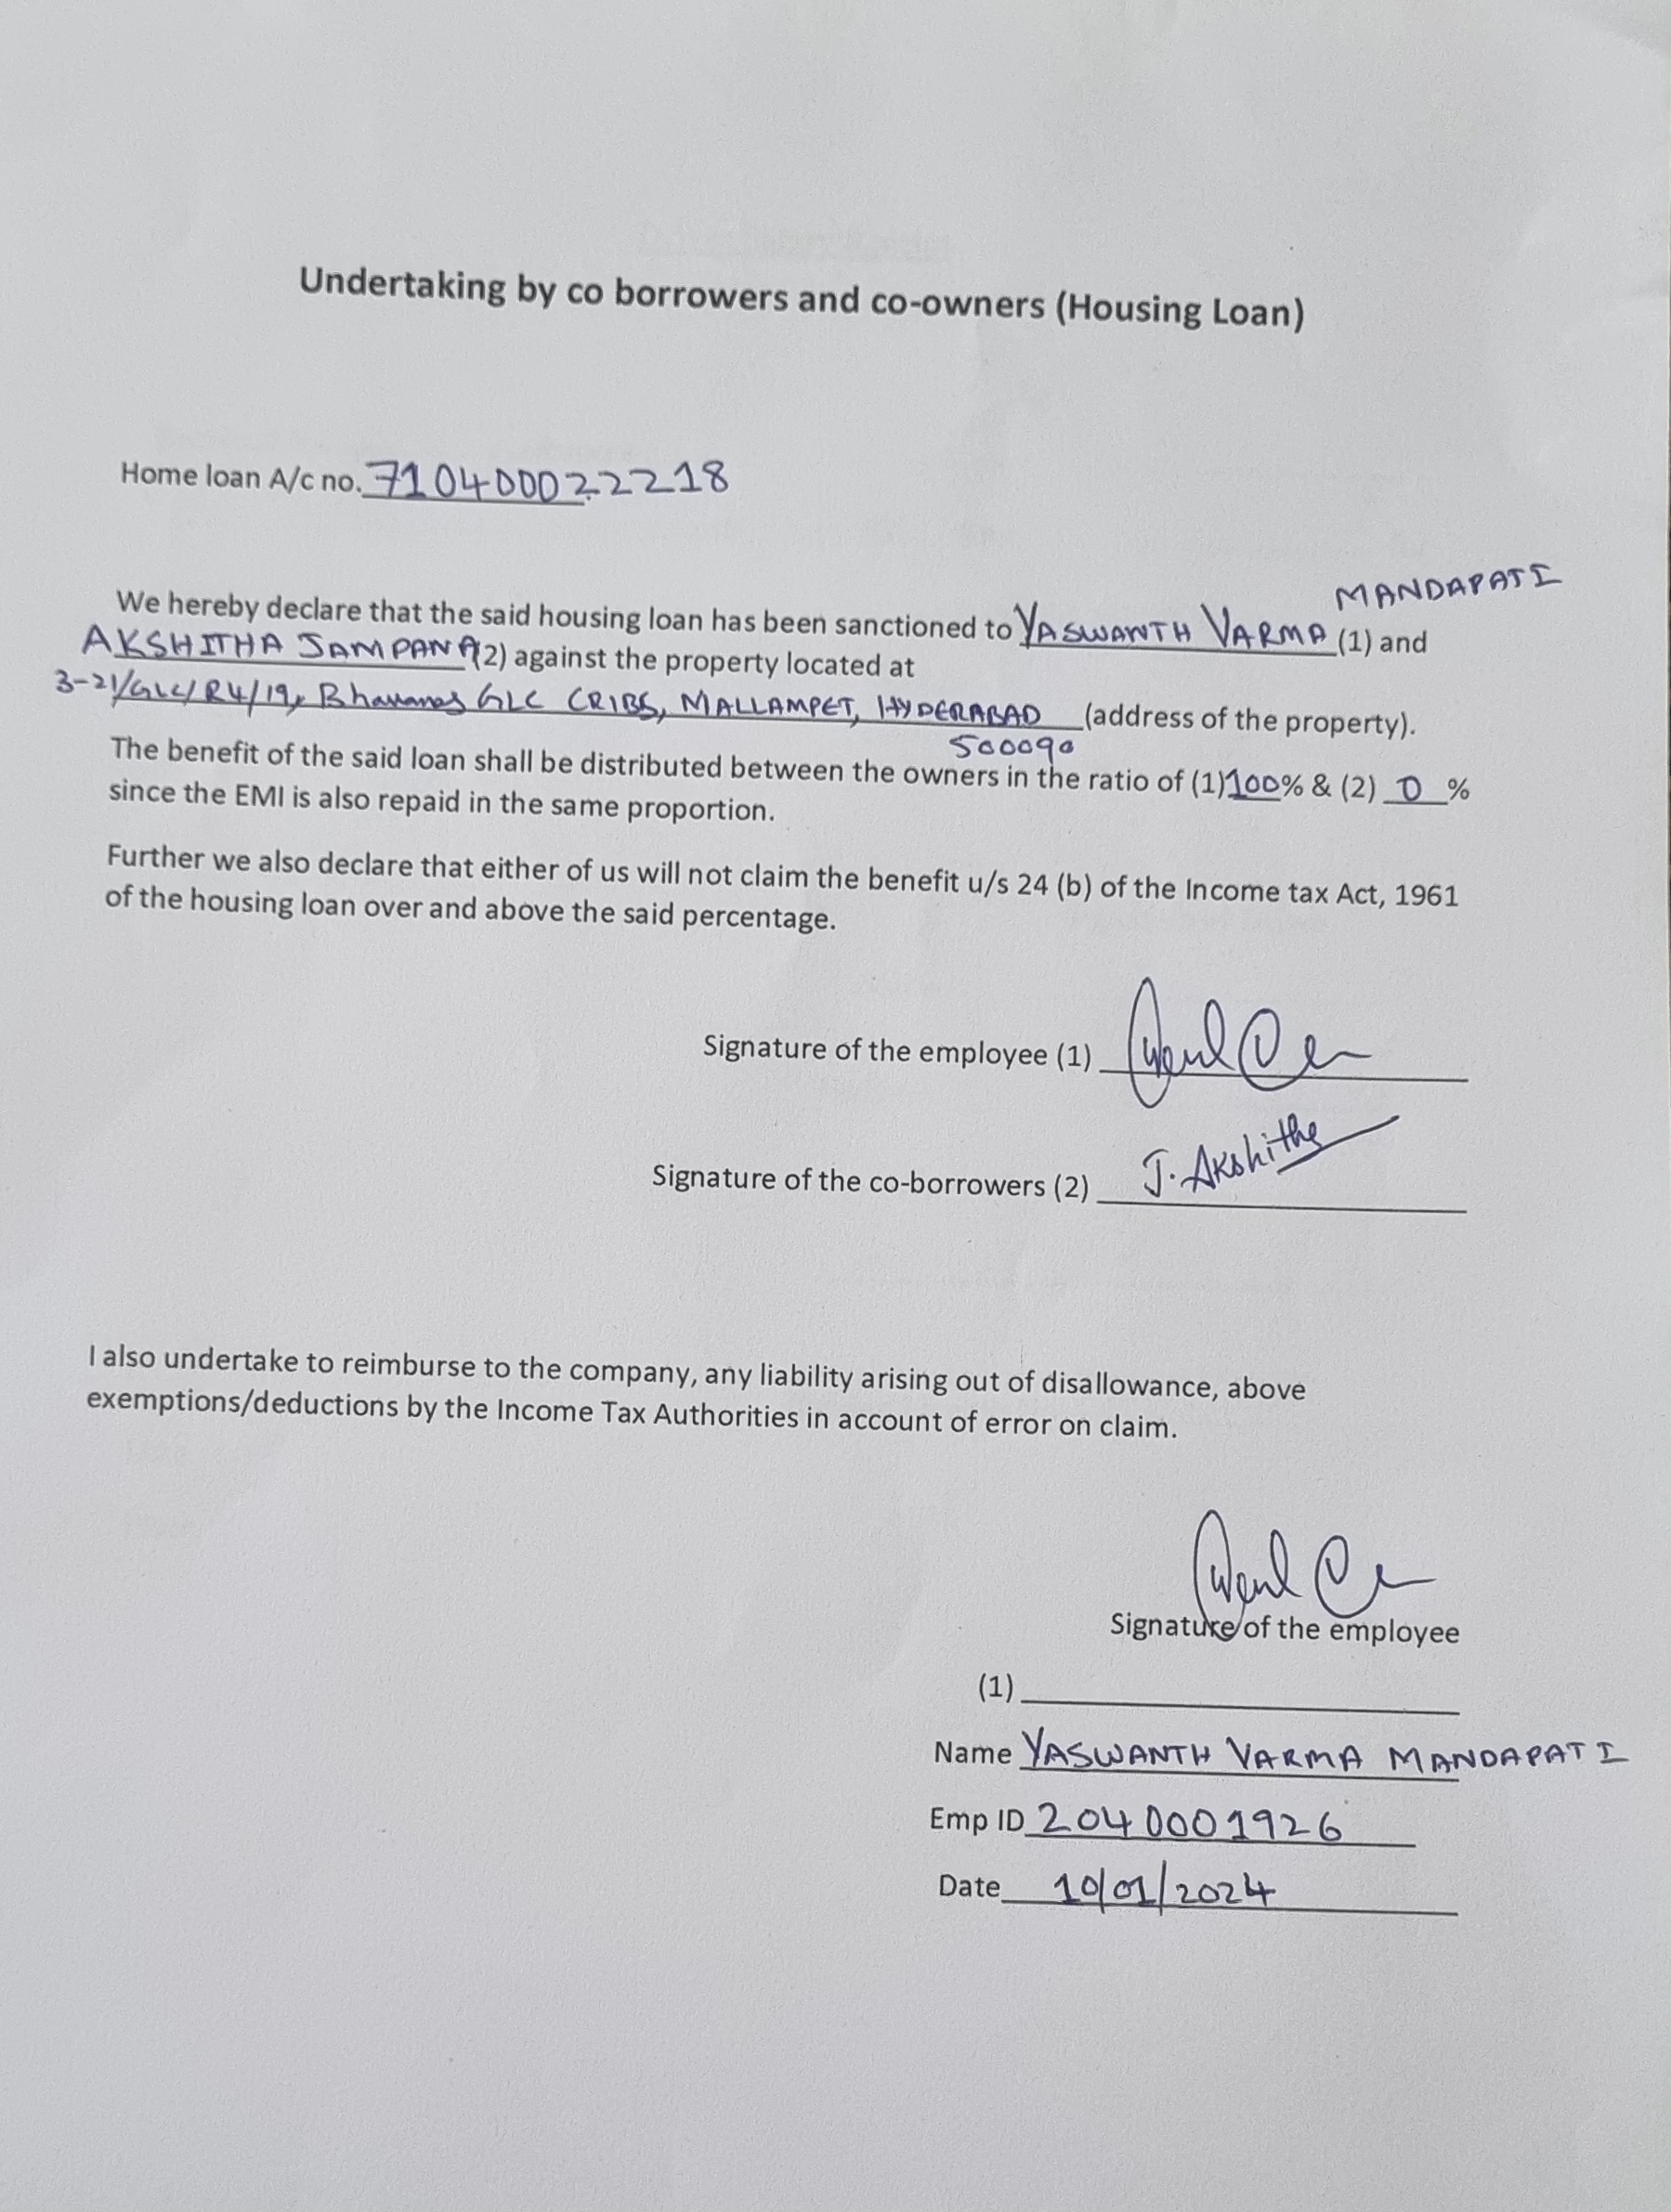 Undertaking by co borrowers and co-owners (Housing Loan)
Home loan A/c no. 710400022218
MANDAPATI
We hereby declare that the said housing loan has been sanctioned to YASWANTH VARMA (1) and
AKSHITHA JAMPANA (2) against the property located at
3-21/GLC/R4/19, GLC CRIBS, MALLAMPET, HYDERABAD (address of the property).
500090
The benefit of the said loan shall be distributed between the owners in the ratio of (1) 100% & (2) 0 %
since the EMI is also repaid in the same proportion.
Further we also declare that either of us will not claim the benefit u/s 24 (b) of the Income tax Act, 1961
of the housing loan over and above the said percentage.
Signature of the employee (1)
Signature of the co-borrowers (2) J. Akshitha
I also undertake to reimburse to the company, any liability arising out of disallowance, above
exemptions/deductions by the Income Tax Authorities in account of error on claim.
Signature of the employee
(1)
Name YASWANTH VARMA MANDAPATI
Emp ID 2040001926
Date 10/01/2024